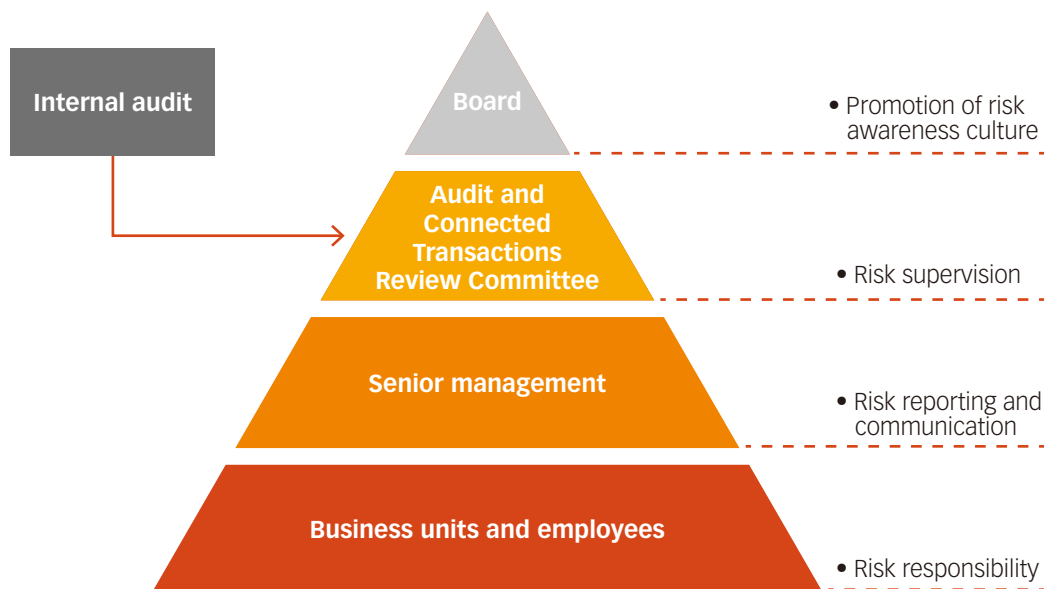 Internal audit
Board
• Promotion of risk
awareness culture
Audit and
Connected
Transactions
Review Committee
• Risk supervision
Senior management
• Risk reporting and
communication
Business units and employees
• Risk responsibility